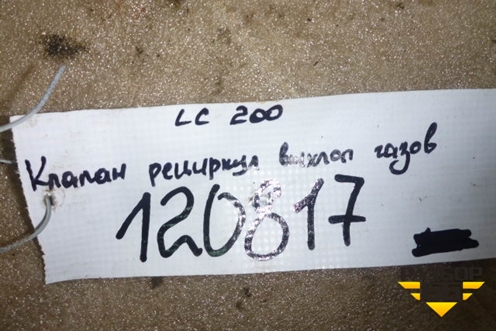 LC 200
Клапан рециркул выхлоп газов
120817